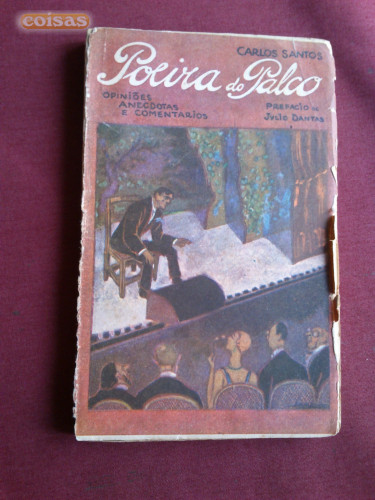 coisas
CARLOS SANTOS
Poeira do Palco
OPINIÕES
ANECDOTAS
E COMENTARIOS
PREFACIO DE
JULIO DANTAS